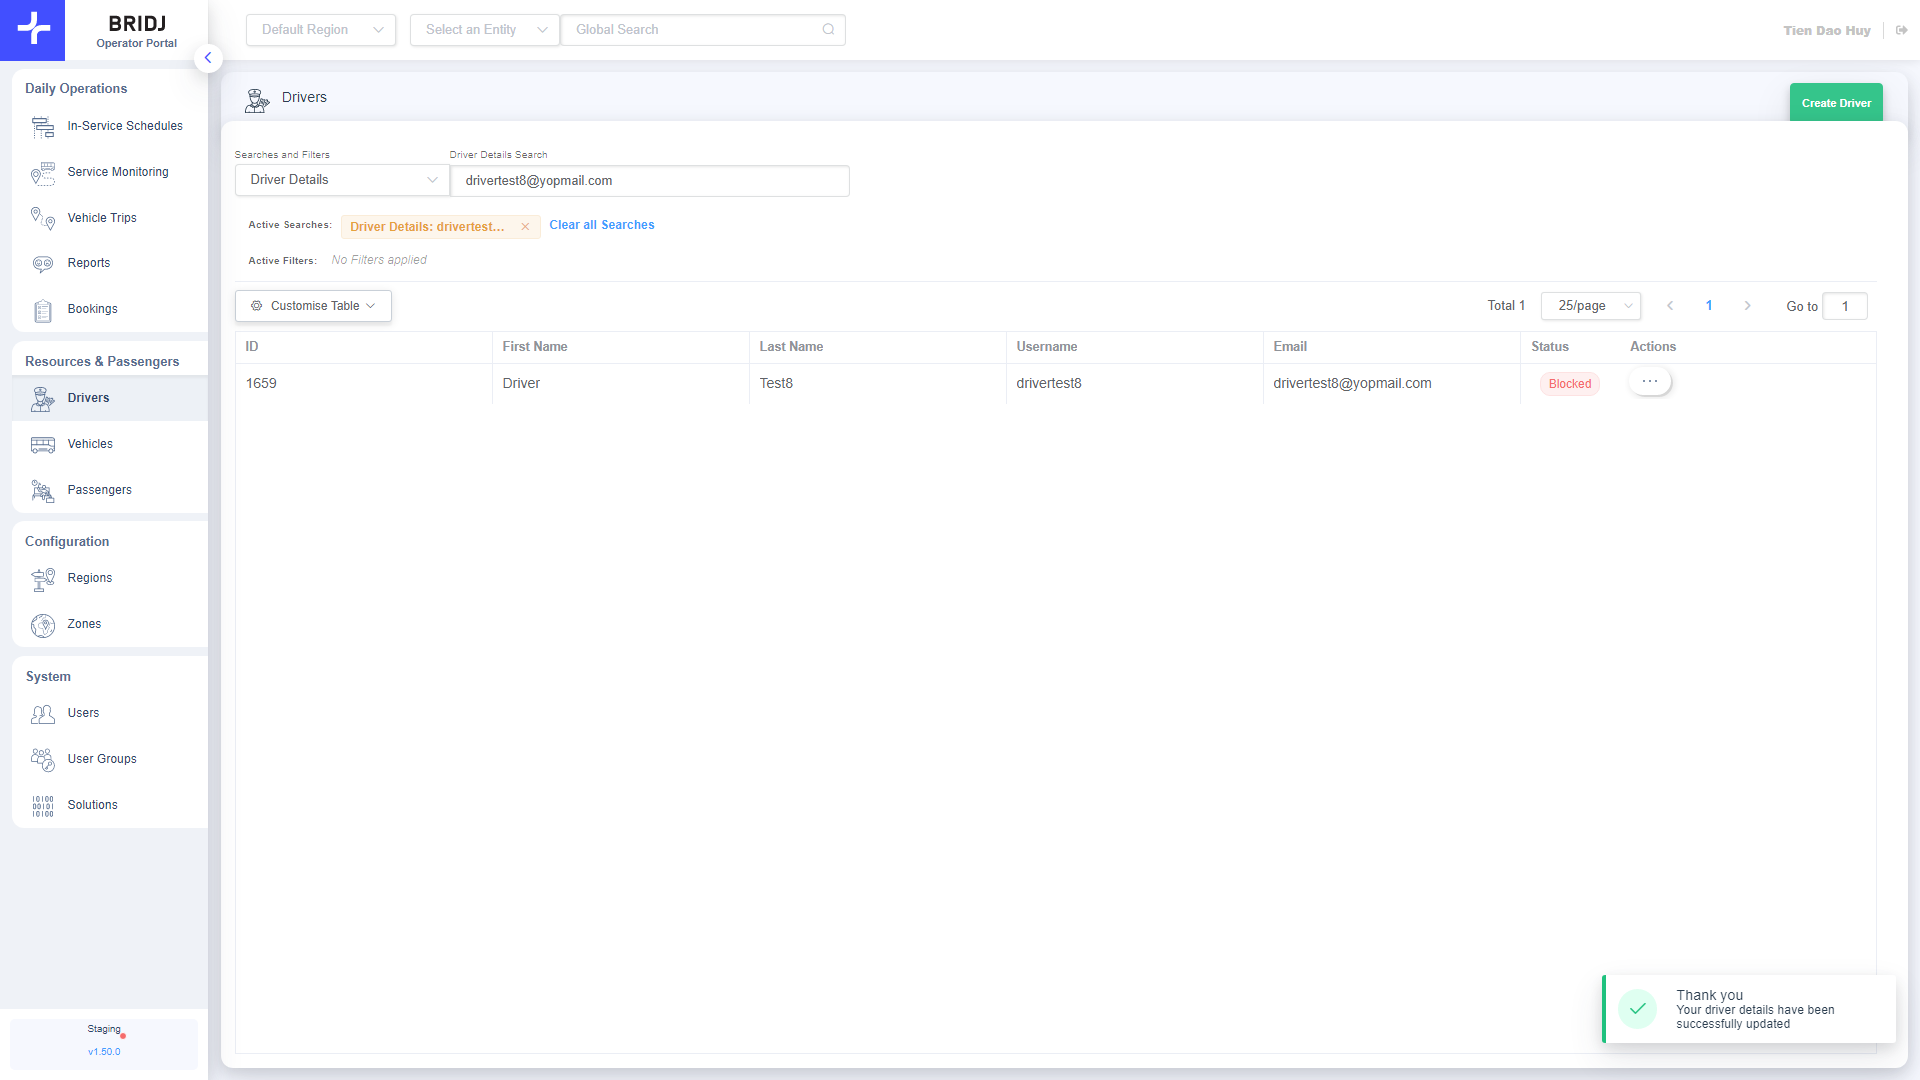 BRIDJ
Operator Portal
Default Region
Select an Entity
Global Search
Tien Dao Huy
Daily Operations
In-Service Schedules
Service Monitoring
Vehicle Trips
Reports
Bookings
Resources & Passengers
Drivers
Vehicles
Passengers
Configuration
Regions
Zones
System
Users
User Groups
Solutions
Staging
v1.50.0
Drivers
Create Driver
Searches and Filters
Driver Details Search
Driver Details
drivertest8@yopmail.com
Active Searches:
Driver Details: drivertest...
Clear all Searches
Active Filters:
No Filters applied
Customise Table
Total 1
25/page
1
Go to
1
ID
First Name
Last Name
Username
Email
Status
Actions
1659
Driver
Test8
drivertest8
drivertest8@yopmail.com
Blocked
Thank you
Your driver details have been
successfully updated